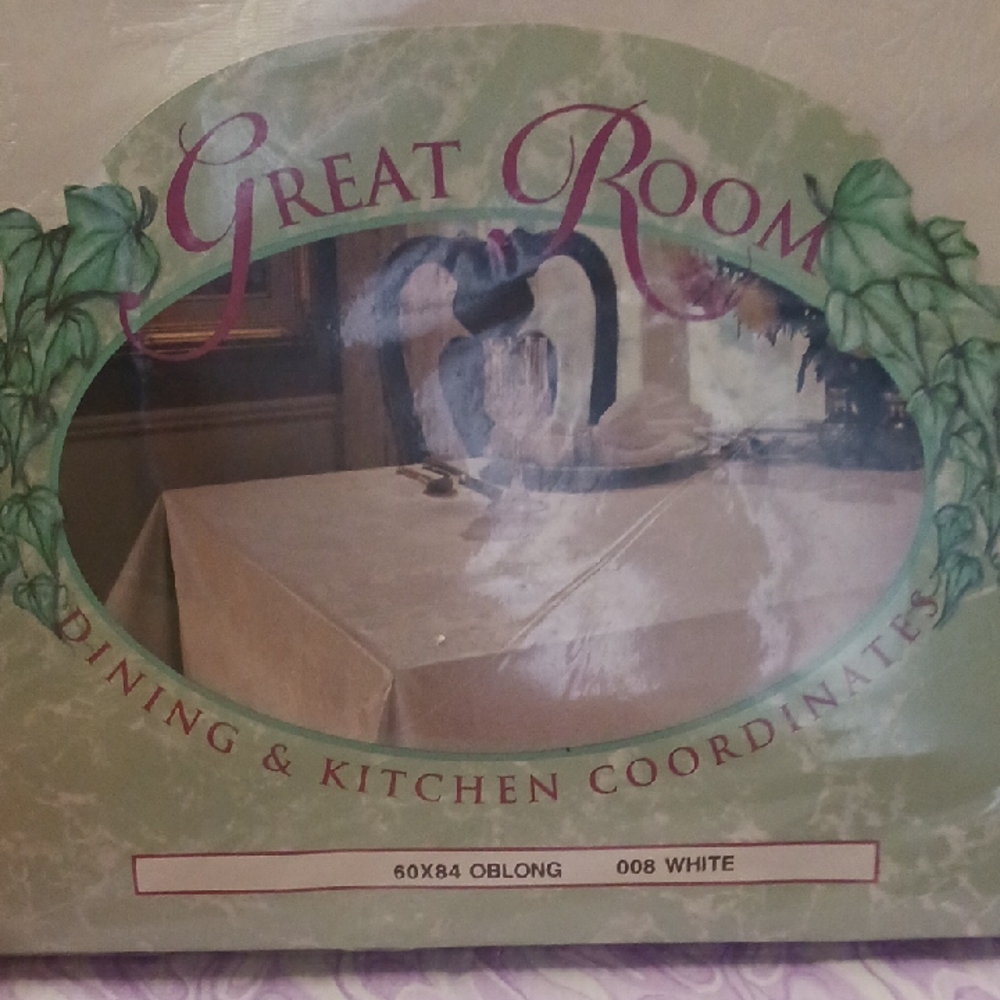 GREAT ROOM
DINING & KITCHEN COORDINATES
60X84 OBLONG 008 WHITE